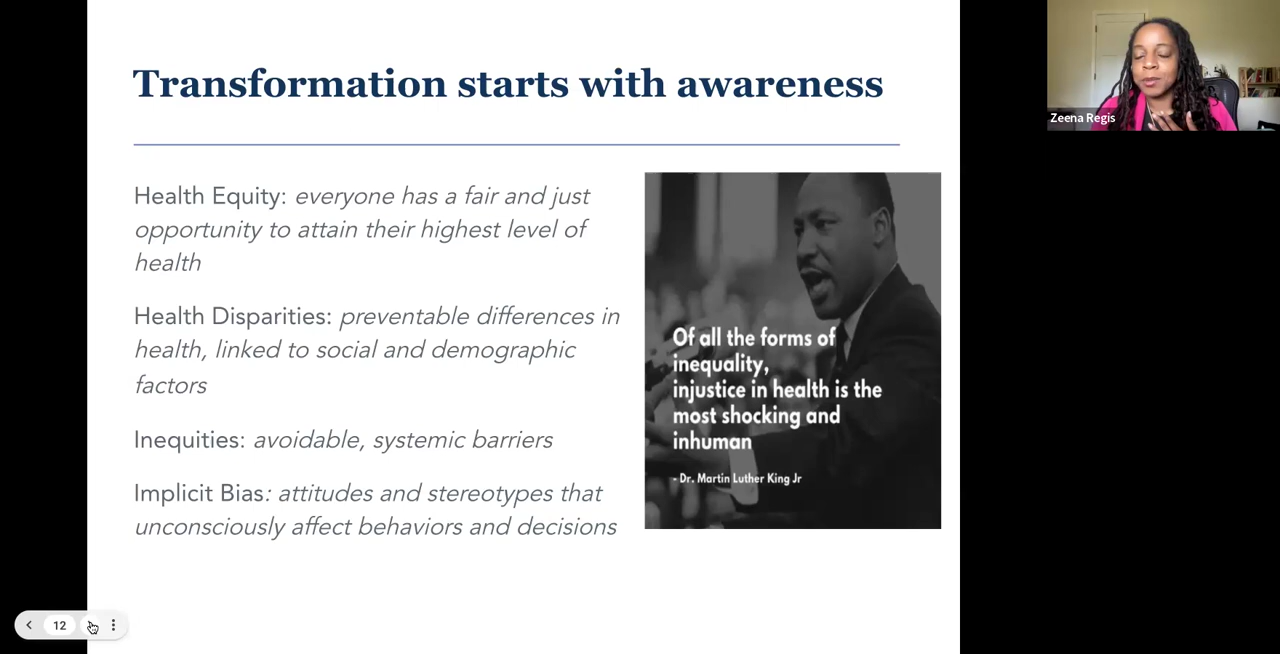 Transformation starts with awareness
Health Equity: everyone has a fair and just
opportunity to attain their highest level of
health
Health Disparities: preventable differences in
health, linked to social and demographic
factors
Inequities: avoidable, systemic barriers
Implicit Bias: attitudes and stereotypes that
unconsciously affect behaviors and decisions
Of all the forms of
inequality,
injustice in health is the
most shocking and
inhuman
- Dr. Martin Luther King Jr
Zeena Regis
12